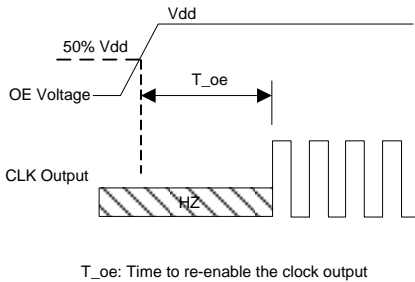 Vdd
50% Vdd
T_oe
OE Voltage
CLK Output
HZ
T_oe: Time to re-enable the clock output